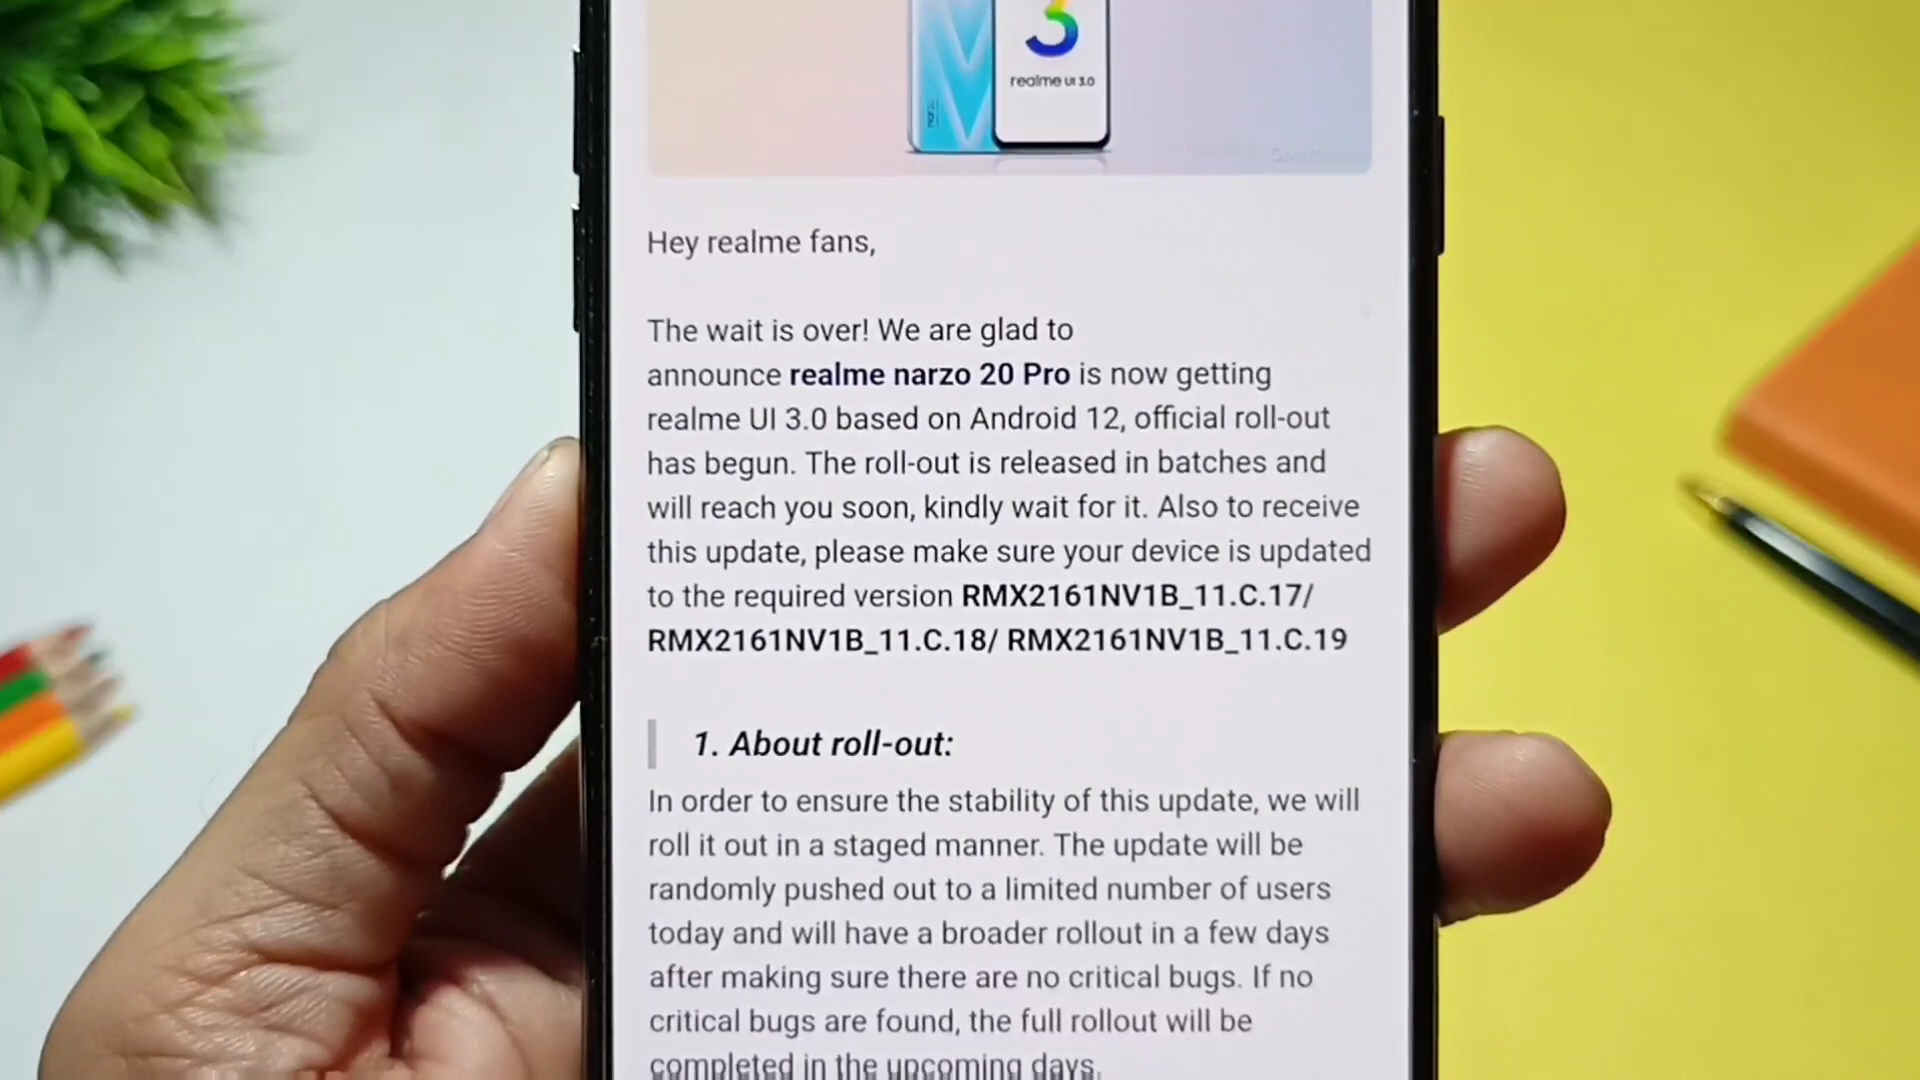 3
realme UI 3.0
Community
Hey realme fans,
The wait is over! We are glad to
announce realme narzo 20 Pro is now getting
realme UI 3.0 based on Android 12, official roll-out
has begun. The roll-out is released in batches and
will reach you soon, kindly wait for it. Also to receive
this update, please make sure your device is updated
to the required version RMX2161NV1B_11.C.17/
RMX2161NV1B_11.C.18/ RMX2161NV1B_11.C.19
1. About roll-out:
In order to ensure the stability of this update, we will
roll it out in a staged manner. The update will be
randomly pushed out to a limited number of users
today and will have a broader rollout in a few days
after making sure there are no critical bugs. If no
critical bugs are found, the full rollout will be
completed in the upcoming days.